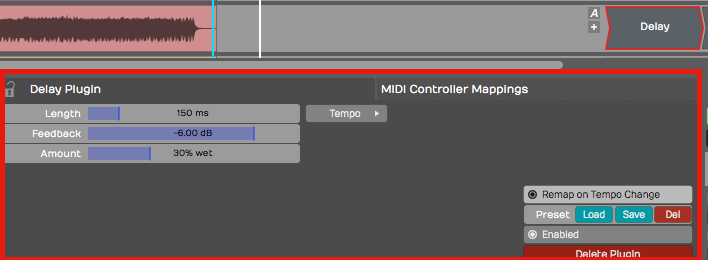 A
+
Delay
Delay Plugin
MIDI Controller Mappings
Length 150 ms
Tempo
Feedback -6.00 dB
Amount 30% wet
Remap on Tempo Change
Preset Load Save Del
Enabled
Delete Plugin